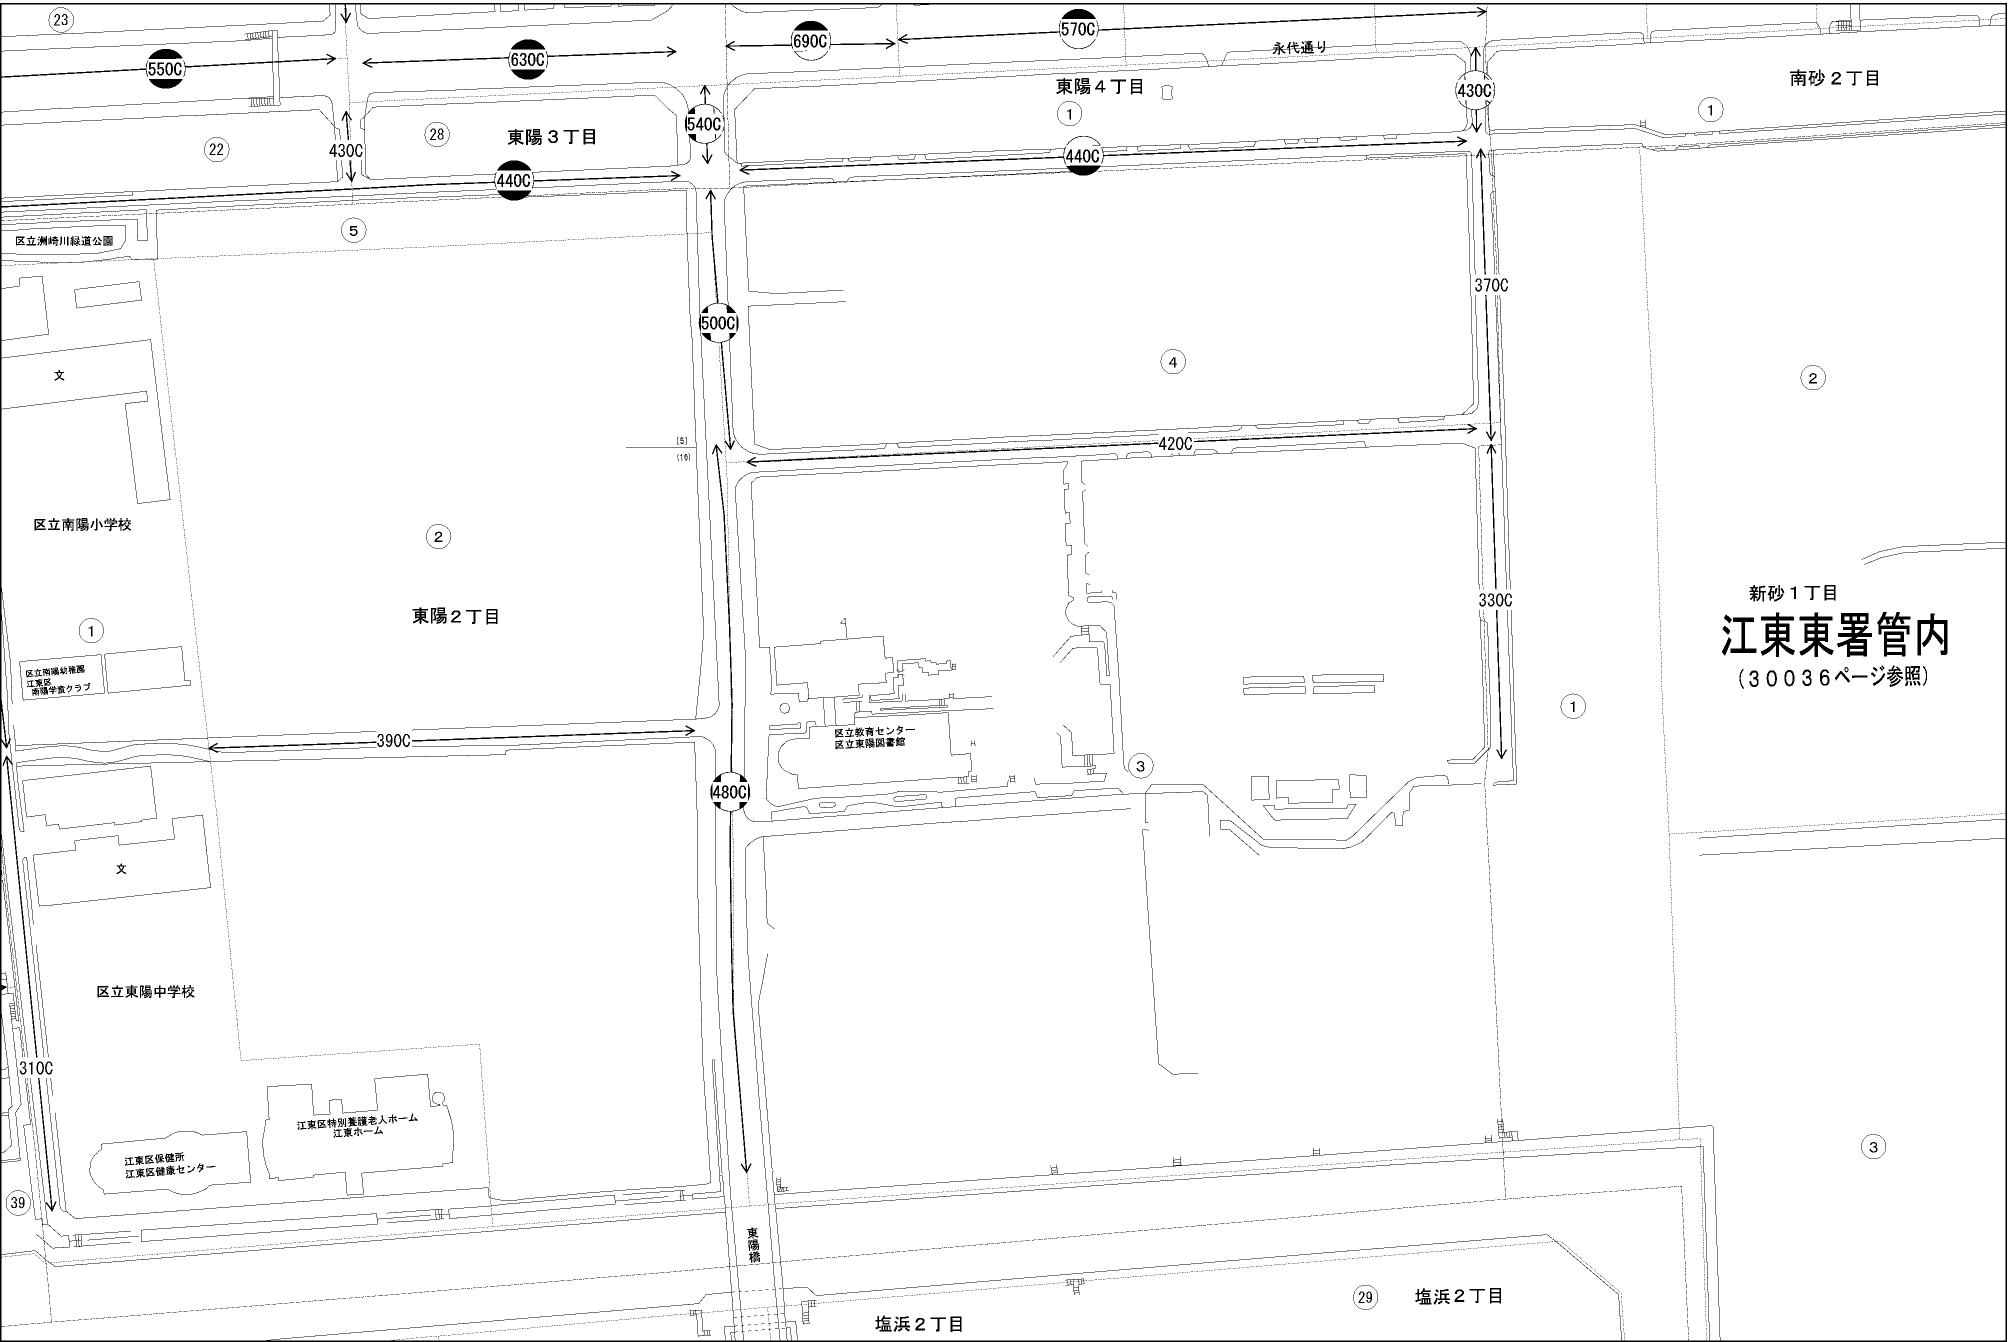 23
550C
630C
690C
570C
永代通り
430C
東陽4丁目
1
南砂2丁目
1
22
430C
28
東陽3丁目
540C
440C
440C
区立洲崎川緑道公園
5
370C
500C
4
文
2
420C
(5)
(10)
区立南陽小学校
2
東陽2丁目
1
330C
新砂1丁目
江東東署管内
(30036ページ参照)
区立南陽幼稚園
江東区
南陽学童クラブ
1
390C
区立教育センター
区立東陽図書館
3
480C
文
区立東陽中学校
310C
江東区特別養護老人ホーム
江東ホーム
江東区保健所
江東区健康センター
39
3
東陽橋
29
塩浜2丁目
塩浜2丁目